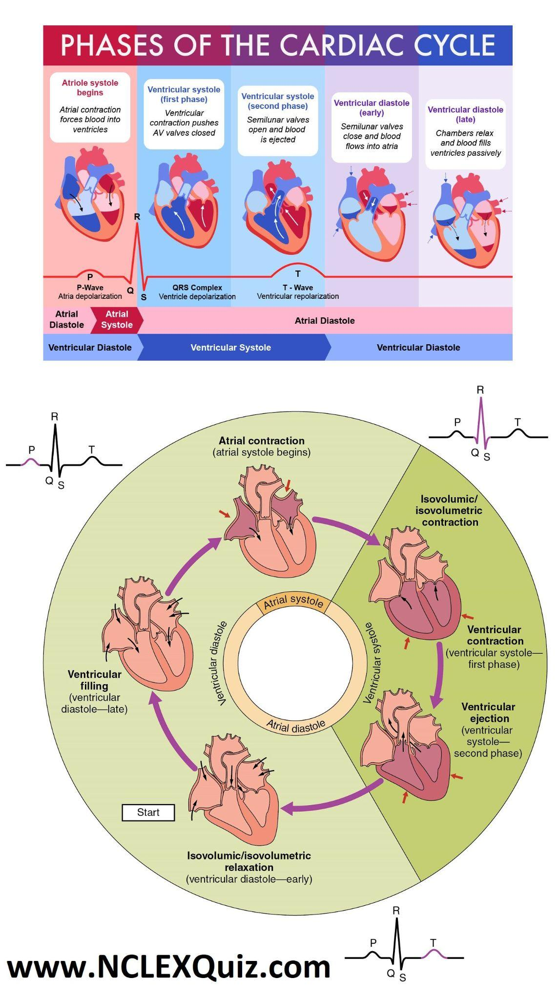 PHASES OF THE CARDIAC CYCLE
Atriole systole
begins
Atrial contraction
forces blood into
ventricles
Ventricular systole
(first phase)
Ventricular
contraction pushes
AV valves closed
Ventricular systole
(second phase)
Semilunar valves
open and blood
is ejected
Ventricular diastole
(early)
Semilunar valves
close and blood
flows into atria
Ventricular diastole
(late)
Chambers relax
and blood fills
ventricles passively
R
P
Q
S
T
P-Wave
Atria depolarization
QRS Complex
Ventricle depolarization
T - Wave
Ventricular repolarization
Atrial
Diastole
Atrial
Systole
Atrial Diastole
Ventricular Diastole
Ventricular Systole
Ventricular Diastole
R
P
T
Q
S
R
P
T
Q
S
Atrial contraction
(atrial systole begins)
Isovolumic/
isovolumetric
contraction
Ventricular
contraction
(ventricular systole—
first phase)
Atrial systole
Ventricular diastole
Ventricular systole
Atrial diastole
Ventricular
filling
(ventricular
diastole—late)
Ventricular
ejection
(ventricular
systole—
second phase)
Start
Isovolumic/isovolumetric
relaxation
(ventricular diastole—early)
R
P
T
Q
S
www.NCLEXQuiz.com